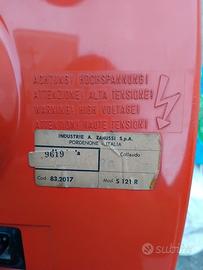 ACHTUNG! HOCHSPANNUNG!
ATTENZIONE! ALTA TENSIONE!
WARNING! HIGH VOLTAGE!
ATTENTION! HAUTE TENSION!
INDUSTRIE A. ZANUSSI S.p.A.
PORDENONE - ITALIA
9619 Collaudo
Cod. 83.2017 Mod. S 121 R
subito